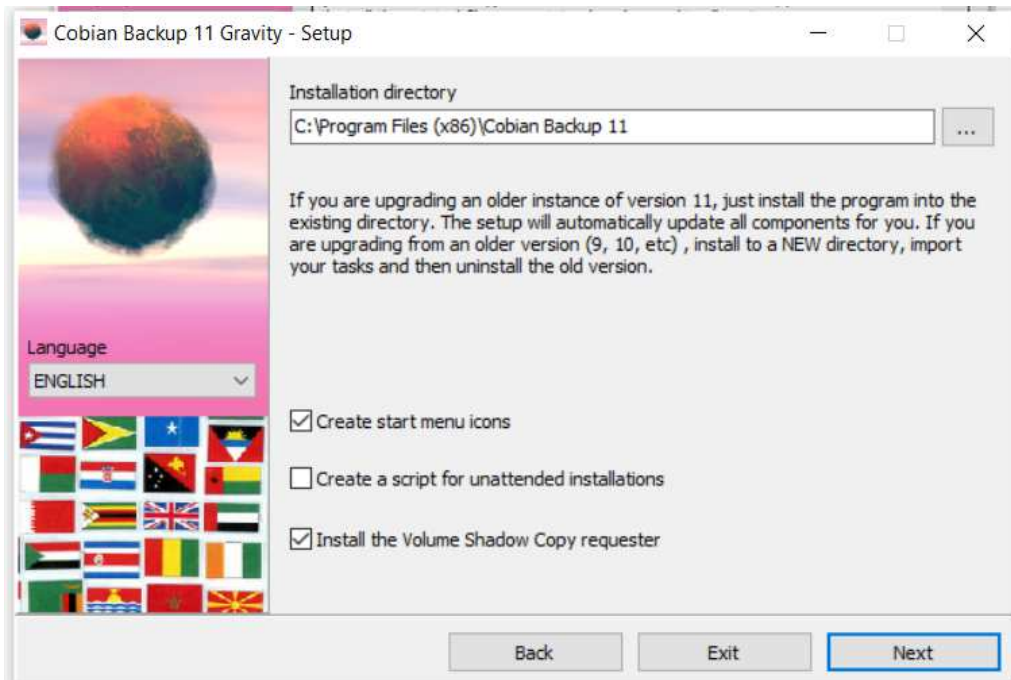 Cobian Backup 11 Gravity - Setup
Installation directory
C:\Program Files (x86)\Cobian Backup 11
...
If you are upgrading an older instance of version 11, just install the program into the
existing directory. The setup will automatically update all components for you. If you
are upgrading from an older version (9, 10, etc) , install to a NEW directory, import
your tasks and then uninstall the old version.
Language
ENGLISH
Create start menu icons
Create a script for unattended installations
Install the Volume Shadow Copy requester
Back
Exit
Next